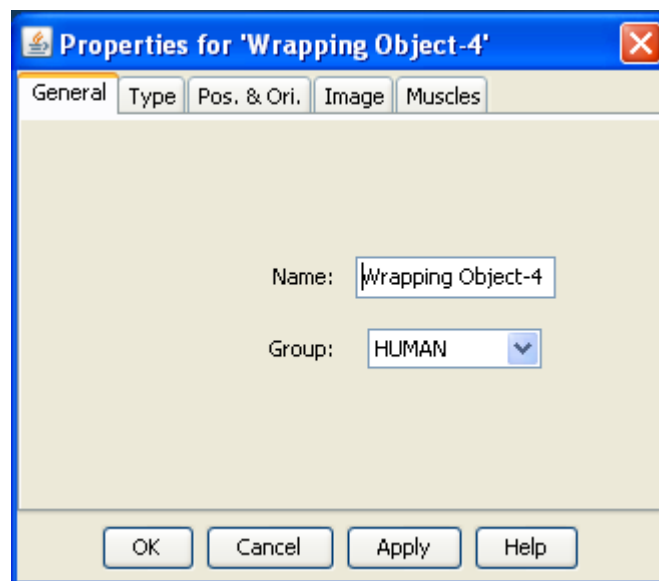 Properties for 'Wrapping Object-4'
General Type Pos. & Ori. Image Muscles
Name: Wrapping Object-4
Group: HUMAN
OK Cancel Apply Help